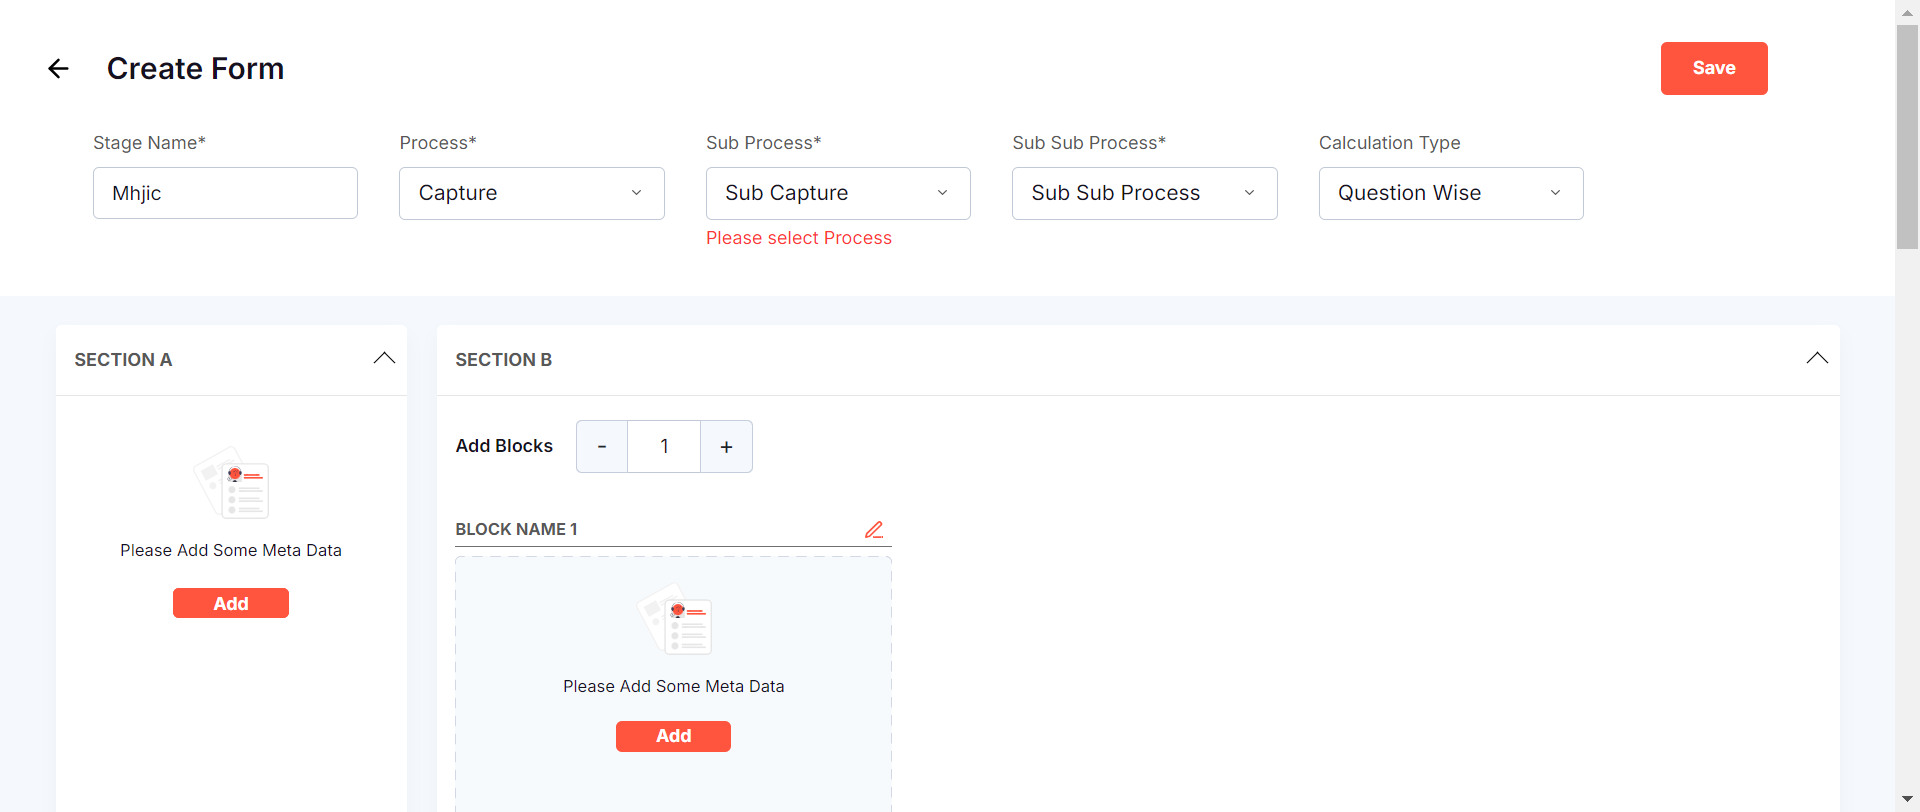 Create Form
Save
Stage Name*
Process*
Sub Process*
Sub Sub Process*
Calculation Type
Mhjic
Capture
Sub Capture
Sub Sub Process
Question Wise
Please select Process
SECTION A
SECTION B
Add Blocks
-
1
+
BLOCK NAME 1
Please Add Some Meta Data
Add
Please Add Some Meta Data
Add